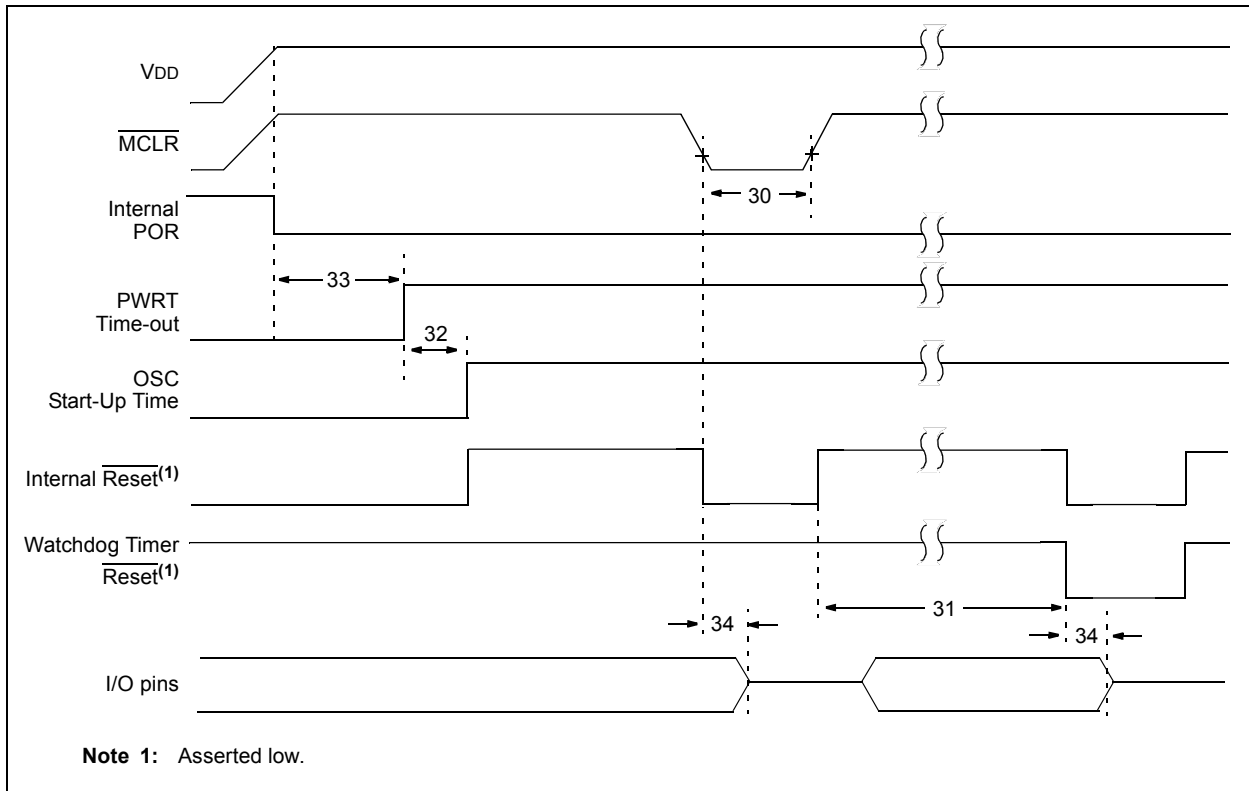 VDD
MCLR
30
Internal
POR
33
PWRT
Time-out
32
OSC
Start-Up Time
Internal Reset(1)
Watchdog Timer
Reset(1)
31
34
34
I/O pins
Note 1: Asserted low.